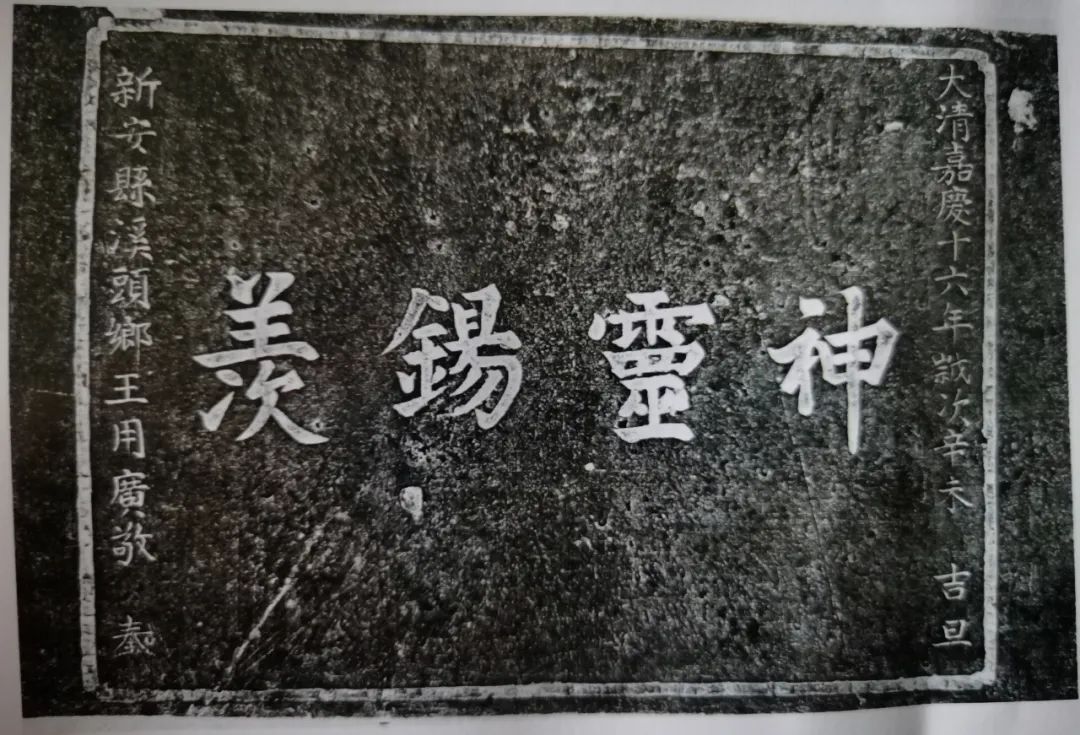 大清嘉慶十六年歲次辛未 吉旦
神靈錫羡
新安縣溪頭鄉王用廣敬